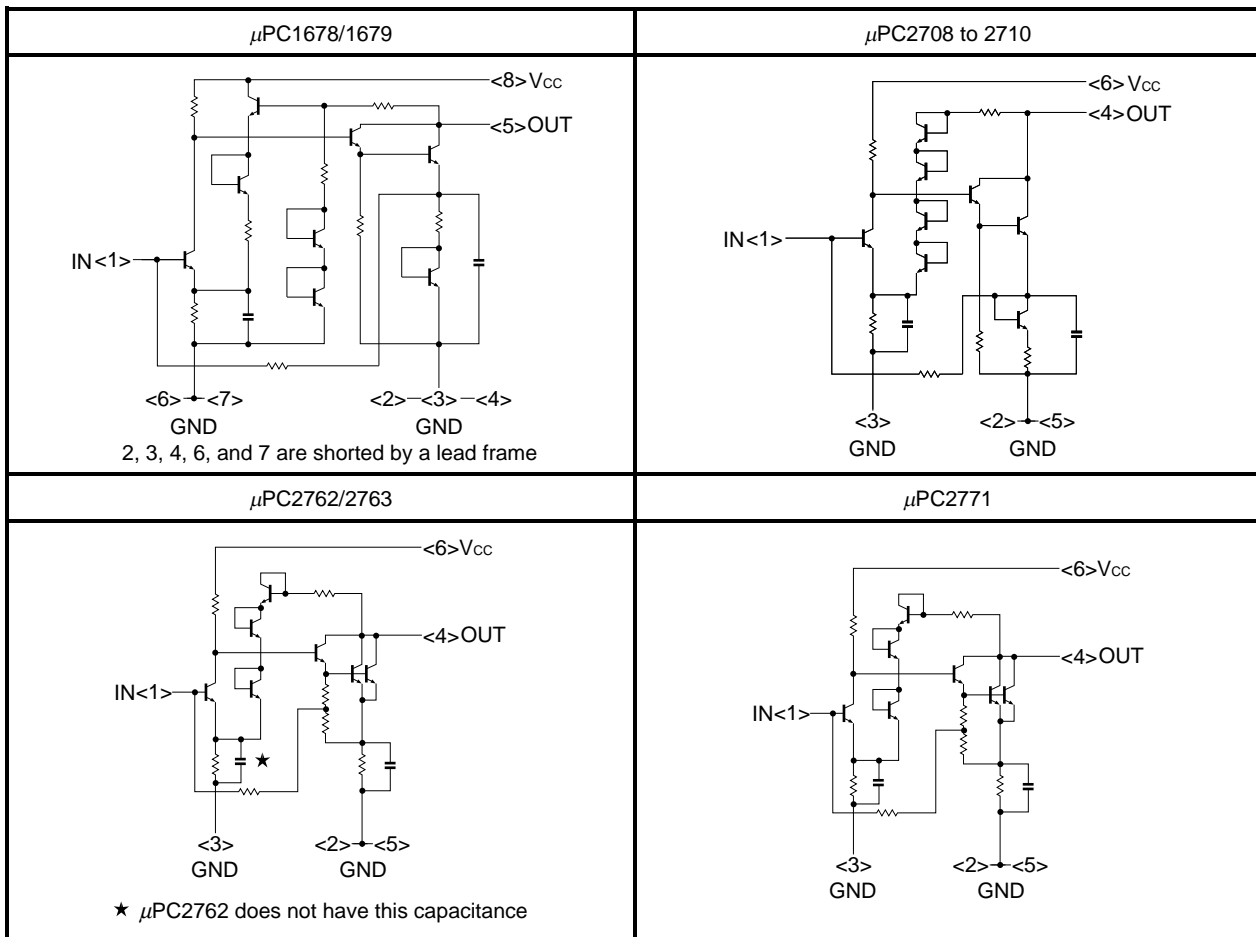 μPC1678/1679
<8>Vcc
<5>OUT
IN<1>
<6> <7>
GND
<2> <3> <4>
GND
2, 3, 4, 6, and 7 are shorted by a lead frame
μPC2708 to 2710
<6>Vcc
<4>OUT
IN<1>
<3>
GND
<2> <5>
GND
μPC2762/2763
<6>Vcc
<4>OUT
IN<1>
★
<3>
GND
<2> <5>
GND
★ μPC2762 does not have this capacitance
μPC2771
<6>Vcc
<4>OUT
IN<1>
<3>
GND
<2> <5>
GND